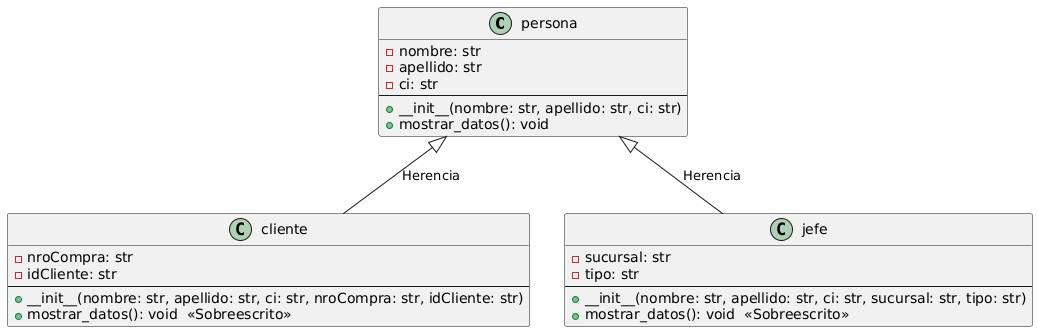 C persona
nombre: str
apellido: str
ci: str
__init__(nombre: str, apellido: str, ci: str)
mostrar_datos(): void
Herencia
Herencia
C cliente
nroCompra: str
idCliente: str
__init__(nombre: str, apellido: str, ci: str, nroCompra: str, idCliente: str)
mostrar_datos(): void «Sobreescrito»
C jefe
sucursal: str
tipo: str
__init__(nombre: str, apellido: str, ci: str, sucursal: str, tipo: str)
mostrar_datos(): void «Sobreescrito»